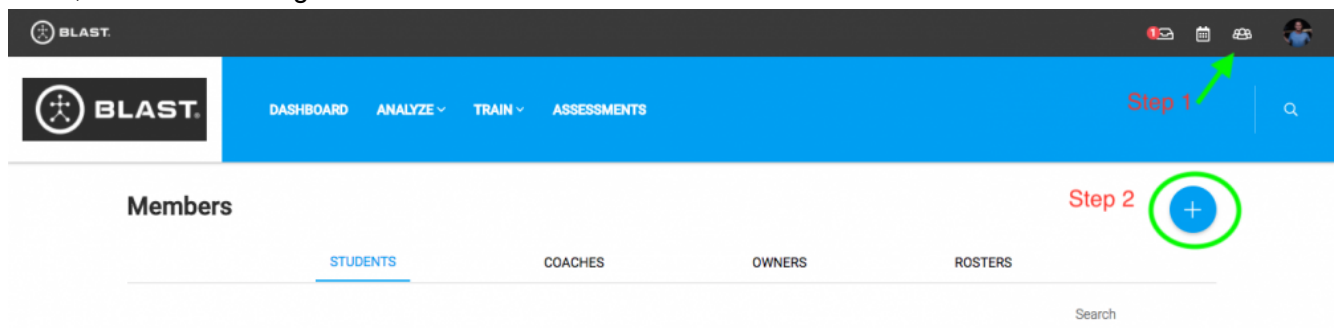 BLAST.
1
BLAST.
DASHBOARD ANALYZE TRAIN ASSESSMENTS
Step 1
Members
Step 2
+
STUDENTS COACHES OWNERS ROSTERS
Search